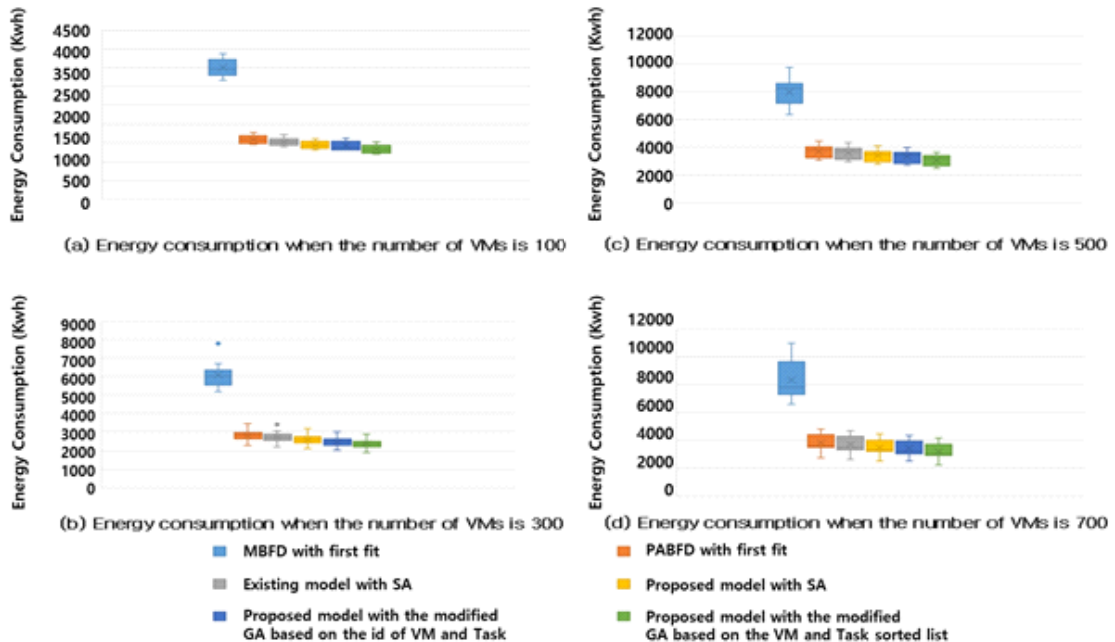 Energy Consumption (Kwh)
4500
4000
3500
3000
2500
2000
1500
1000
500
0
(a) Energy consumption when the number of VMs is 100
Energy Consumption (Kwh)
12000
10000
8000
6000
4000
2000
0
(c) Energy consumption when the number of VMs is 500
Energy Consumption (Kwh)
9000
8000
7000
6000
5000
4000
3000
2000
1000
0
(b) Energy consumption when the number of VMs is 300
Energy Consumption (Kwh)
12000
10000
8000
6000
4000
2000
0
(d) Energy consumption when the number of VMs is 700
MBFD with first fit
PABFD with first fit
Existing model with SA
Proposed model with SA
Proposed model with the modified
GA based on the id of VM and Task
Proposed model with the modified
GA based on the VM and Task sorted list